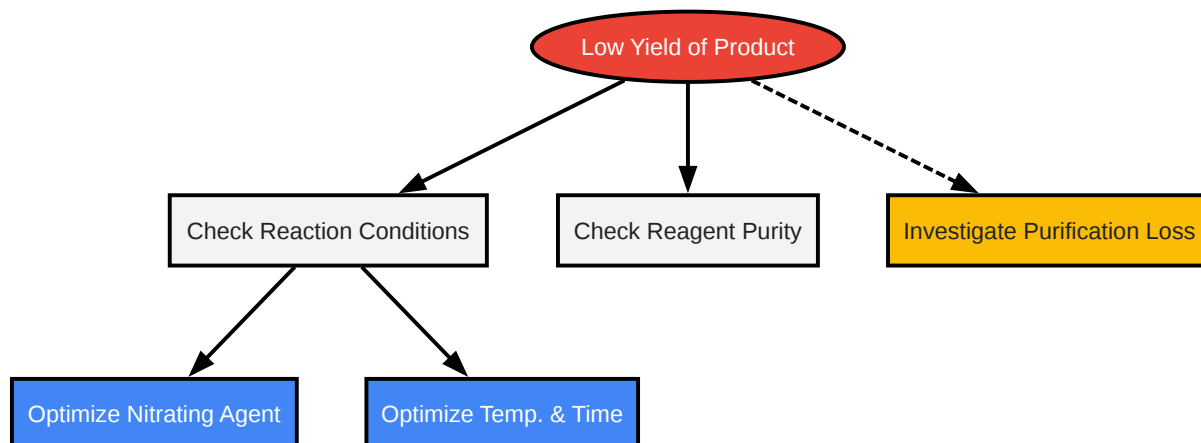 Low Yield of Product
Check Reaction Conditions
Check Reagent Purity
Investigate Purification Loss
Optimize Nitrating Agent
Optimize Temp. & Time